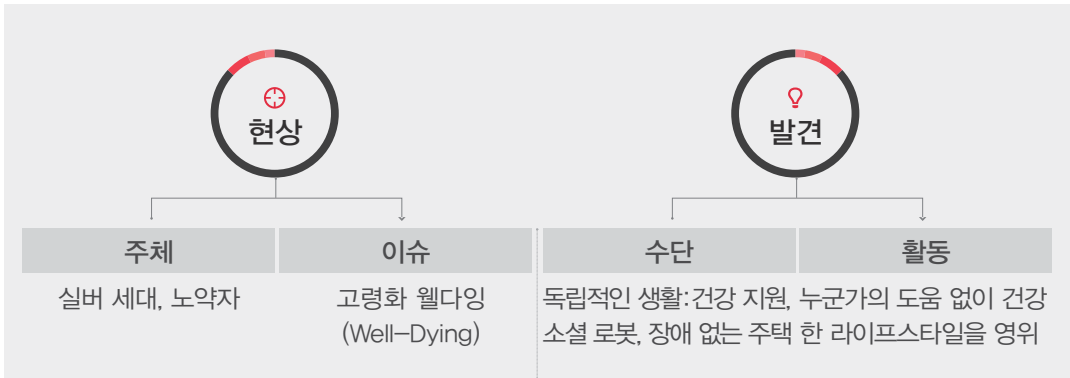 현상
발견
주체
이슈
수단
활동
실버 세대, 노약자
고령화 웰다잉
(Well–Dying)
독립적인 생활: 건강 지원,
소셜 로봇, 장애 없는 주택
누군가의 도움 없이 건강
한 라이프스타일을 영위